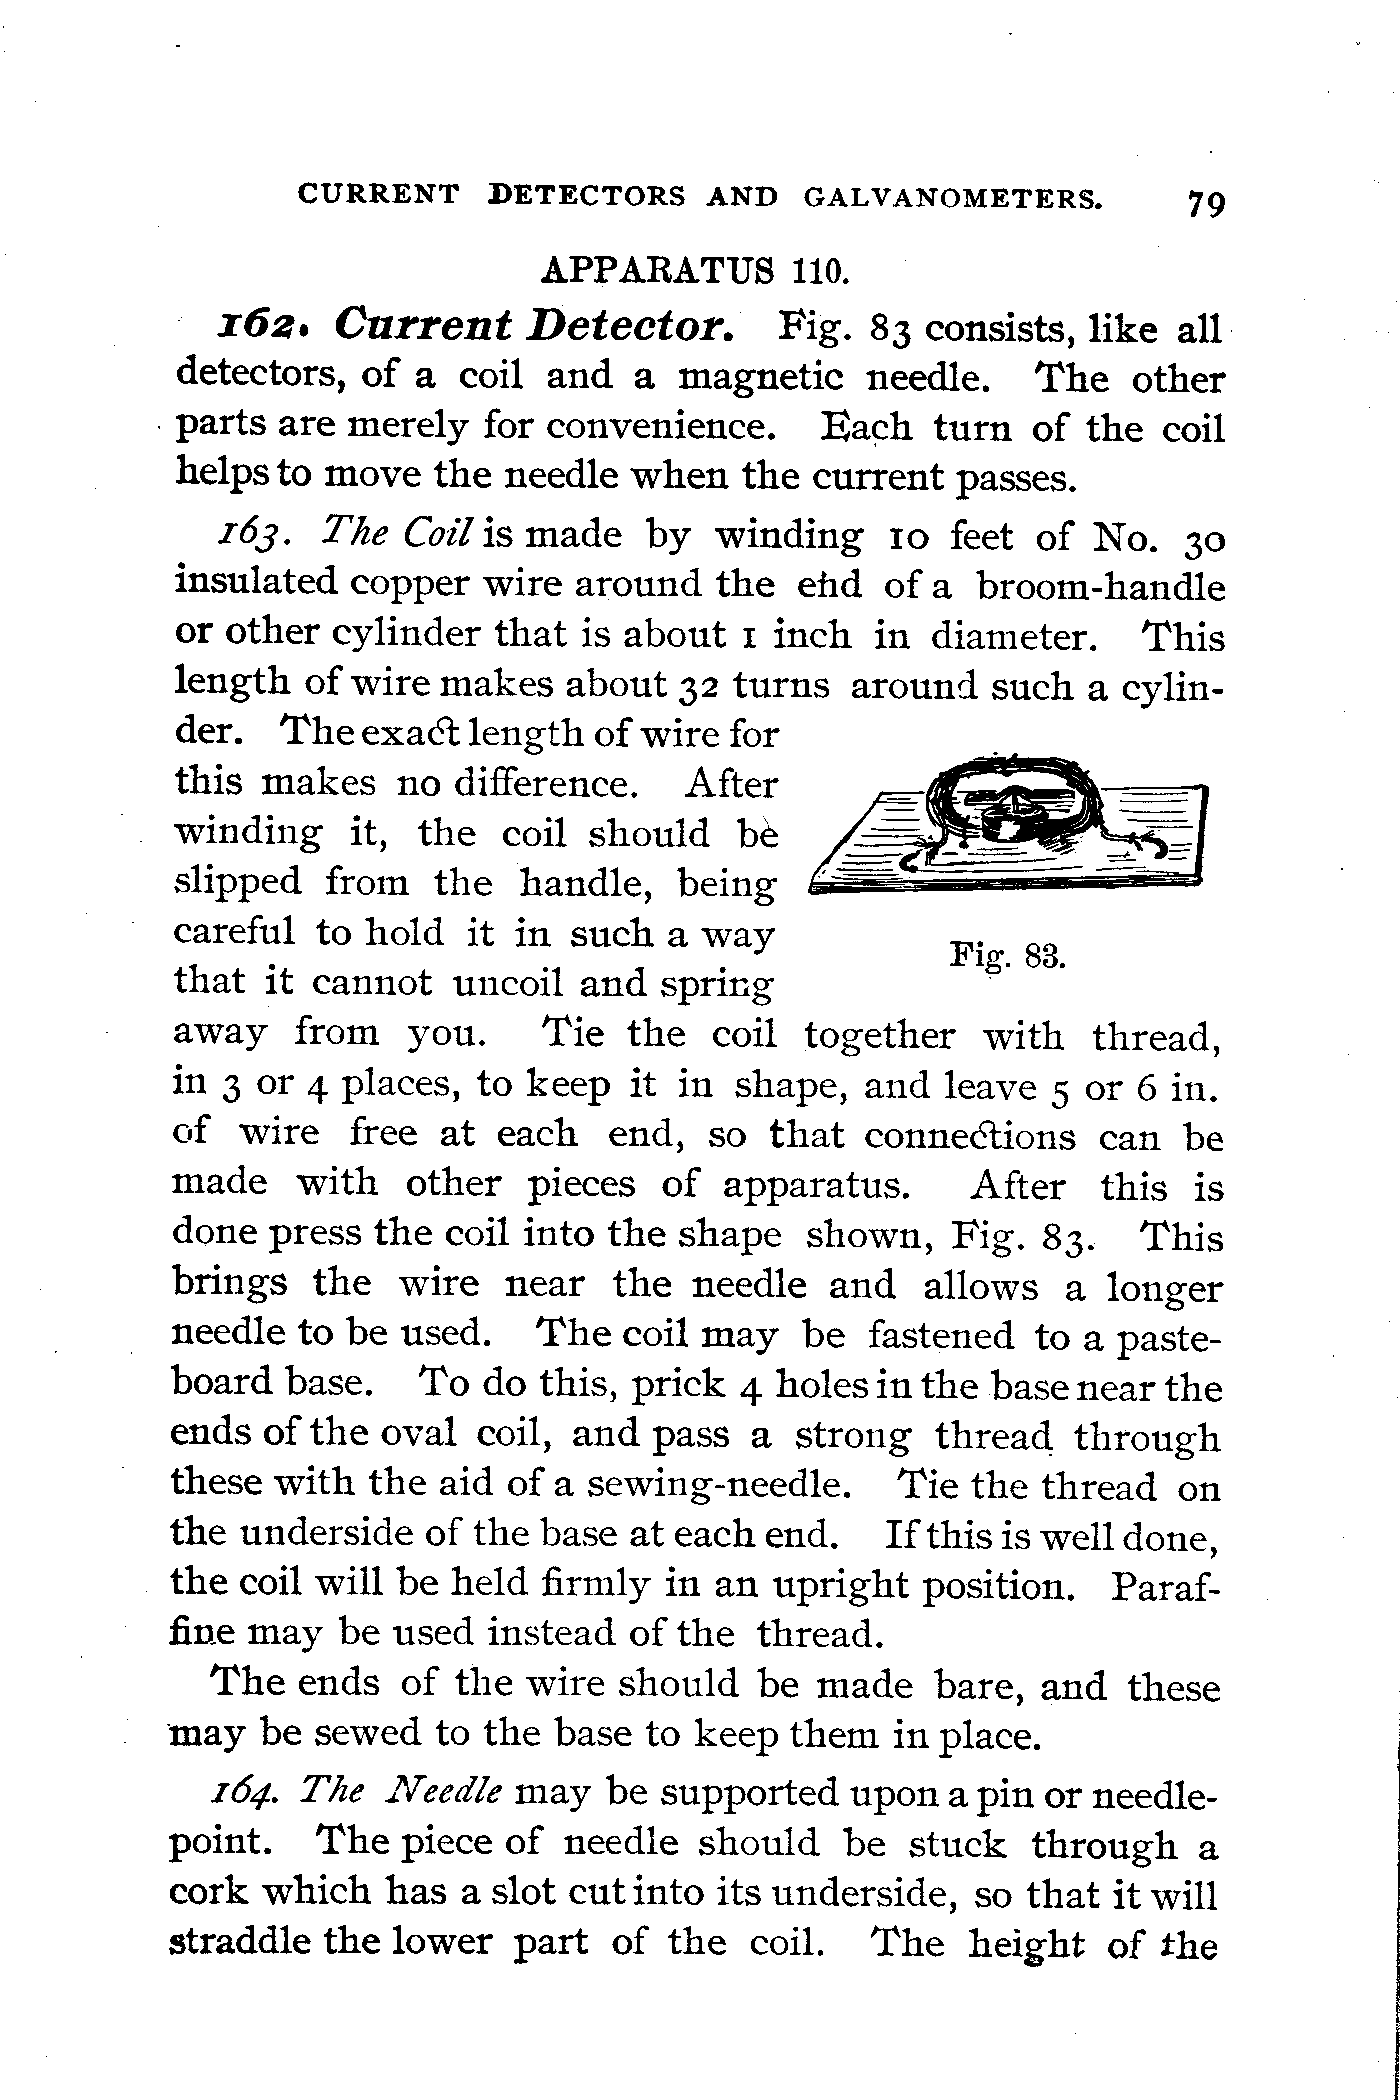 CURRENT DETECTORS AND GALVANOMETERS. 79
APPARATUS 110.
162. Current Detector. Fig. 83 consists, like all
detectors, of a coil and a magnetic needle. The other
parts are merely for convenience. Each turn of the coil
helps to move the needle when the current passes.
163. The Coil is made by winding 10 feet of No. 30
insulated copper wire around the end of a broom-handle
or other cylinder that is about 1 inch in diameter. This
length of wire makes about 32 turns around such a cylin-
der. The exact length of wire for
this makes no difference. After
winding it, the coil should be
slipped from the handle, being
careful to hold it in such a way
that it cannot uncoil and spring
Fig. 83.
away from you. Tie the coil together with thread,
in 3 or 4 places, to keep it in shape, and leave 5 or 6 in.
of wire free at each end, so that connections can be
made with other pieces of apparatus. After this is
done press the coil into the shape shown, Fig. 83. This
brings the wire near the needle and allows a longer
needle to be used. The coil may be fastened to a paste-
board base. To do this, prick 4 holes in the base near the
ends of the oval coil, and pass a strong thread through
these with the aid of a sewing-needle. Tie the thread on
the underside of the base at each end. If this is well done,
the coil will be held firmly in an upright position. Paraf-
fine may be used instead of the thread.
The ends of the wire should be made bare, and these
may be sewed to the base to keep them in place.
164. The Needle may be supported upon a pin or needle-
point. The piece of needle should be stuck through a
cork which has a slot cut into its underside, so that it will
straddle the lower part of the coil. The height of the